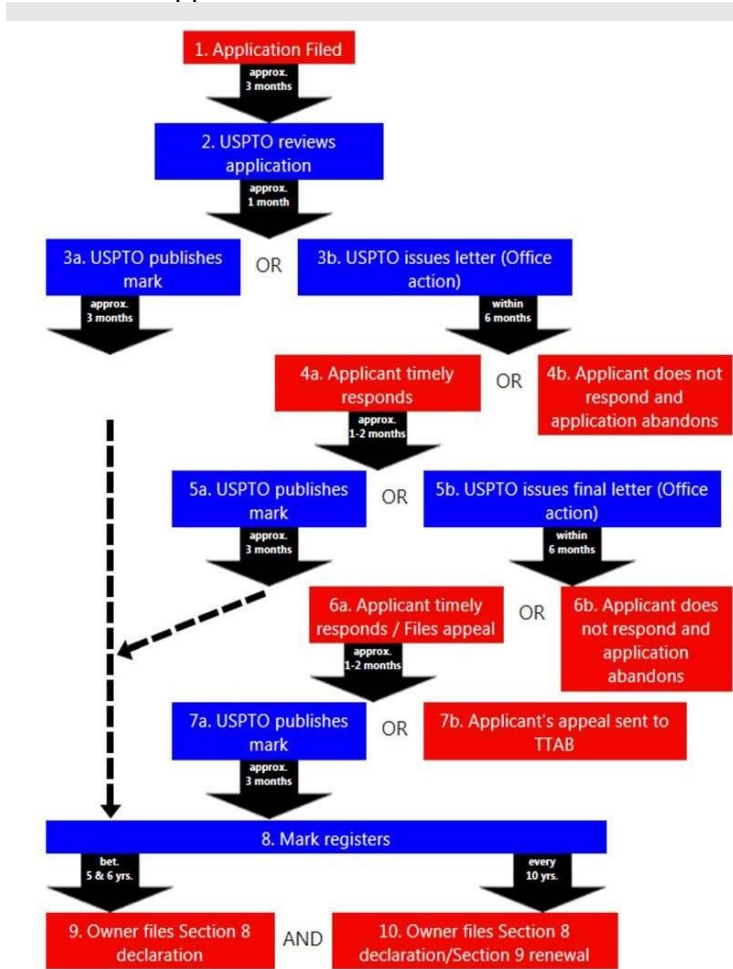 1. Application Filed
approx.
3 months
2. USPTO reviews
application
approx.
1 month
3a. USPTO publishes
mark
OR
3b. USPTO issues letter (Office
action)
approx.
3 months
within
6 months
4a. Applicant timely
responds
OR
4b. Applicant does not
respond and
application abandons
approx.
1-2 months
5a. USPTO publishes
mark
OR
5b. USPTO issues final letter (Office
action)
approx.
3 months
within
6 months
6a. Applicant timely
responds / Files appeal
OR
6b. Applicant does
not respond and
application
abandons
approx.
1-2 months
7a. USPTO publishes
mark
OR
7b. Applicant's appeal sent to
TTAB
approx.
3 months
8. Mark registers
bet.
5 & 6 yrs.
every
10 yrs.
9. Owner files Section 8
declaration
AND
10. Owner files Section 8
declaration/Section 9 renewal